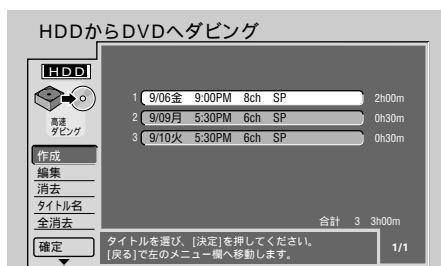 HDDからDVDへダビング
HDD
高速
ダビング
1 9/06金 9:00PM 8ch SP 2h00m
2 9/09月 5:30PM 6ch SP 0h30m
3 9/10火 5:30PM 6ch SP 0h30m
作成
編集
消去
タイトル名
全消去
合計 3 3h00m
確定
タイトルを選び、[決定]を押してください。
[戻る]で左のメニュー欄へ移動します。
1/1